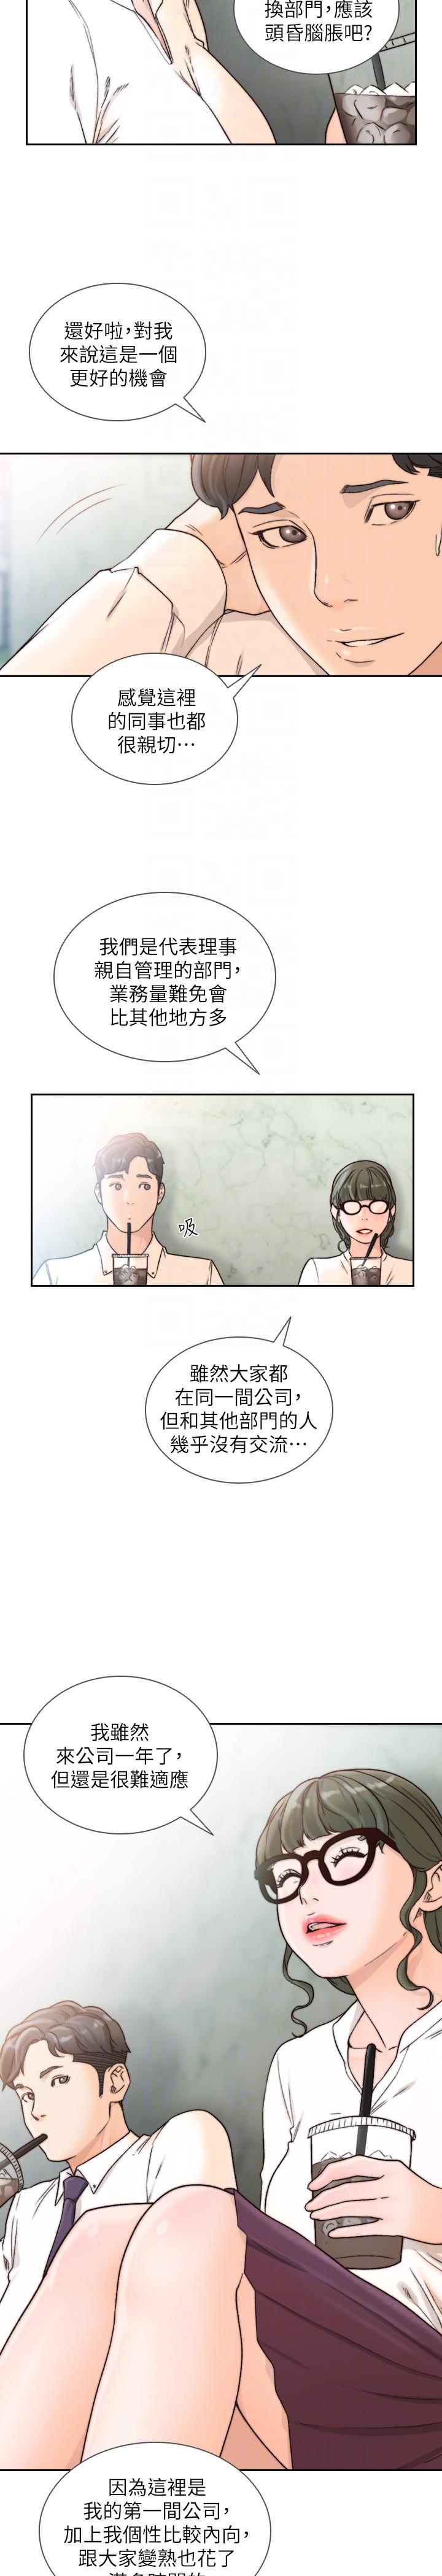 換部門，應該
頭昏腦脹吧？
還好啦，對我
來說這是一個
更好的機會
感覺這裡
的同事也都
很親切…
我們是代表理事
親自管理的部門，
業務量難免會
比其他地方多
吸
雖然大家都
在同一間公司，
但和其他部門的人
幾乎沒有交流…
我雖然
來公司一年了，
但還是很難適應
因為這裡是
我的第一間公司，
加上我個性比較內向，
跟大家變熟也花了